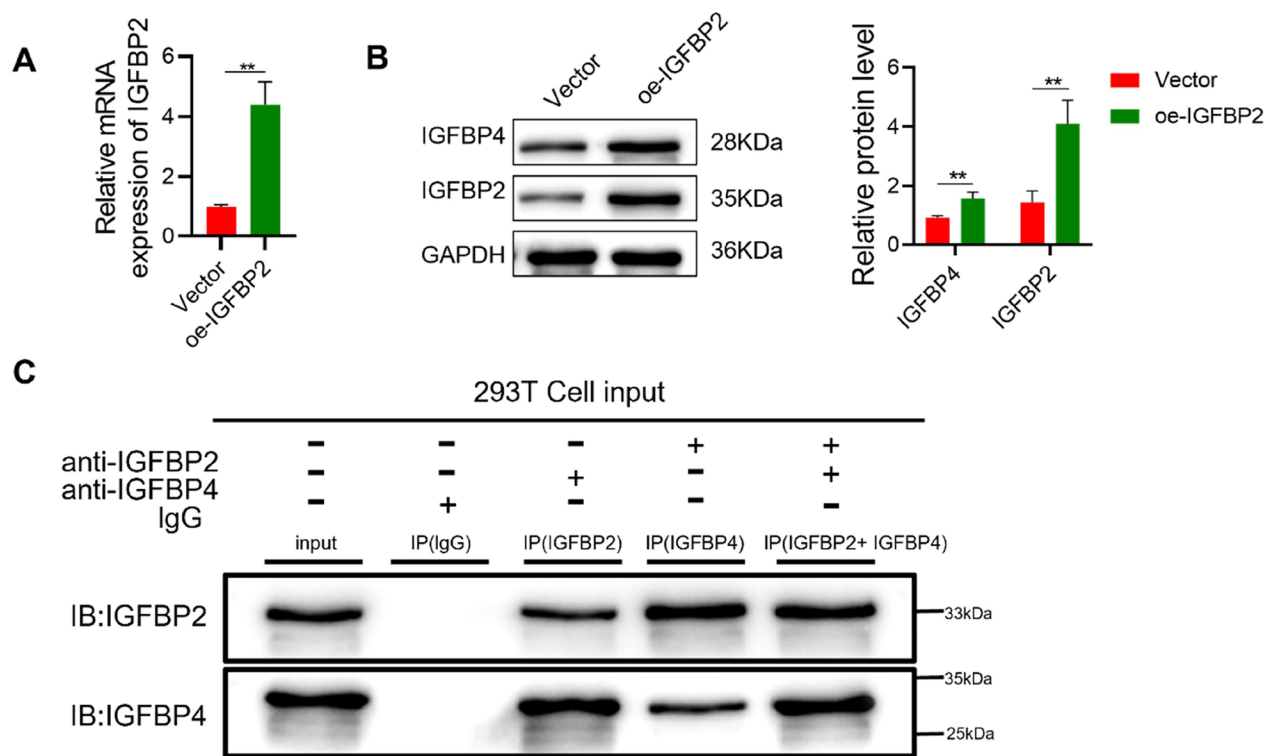 A
Relative mRNA
expression of IGFBP2
6
4
2
0
**
Vector
oe-IGFBP2
B
Vector
oe-IGFBP2
IGFBP4
28KDa
IGFBP2
35KDa
GAPDH
36KDa
Relative protein level
6
4
2
0
**
**
IGFBP4
IGFBP2
Vector
oe-IGFBP2
C
293T Cell input
anti-IGFBP2 - - - + +
anti-IGFBP4 - - + - +
IgG - + - - -
input IP(IgG) IP(IGFBP2) IP(IGFBP4) IP(IGFBP2+ IGFBP4)
IB:IGFBP2
33kDa
IB:IGFBP4
35kDa
25kDa